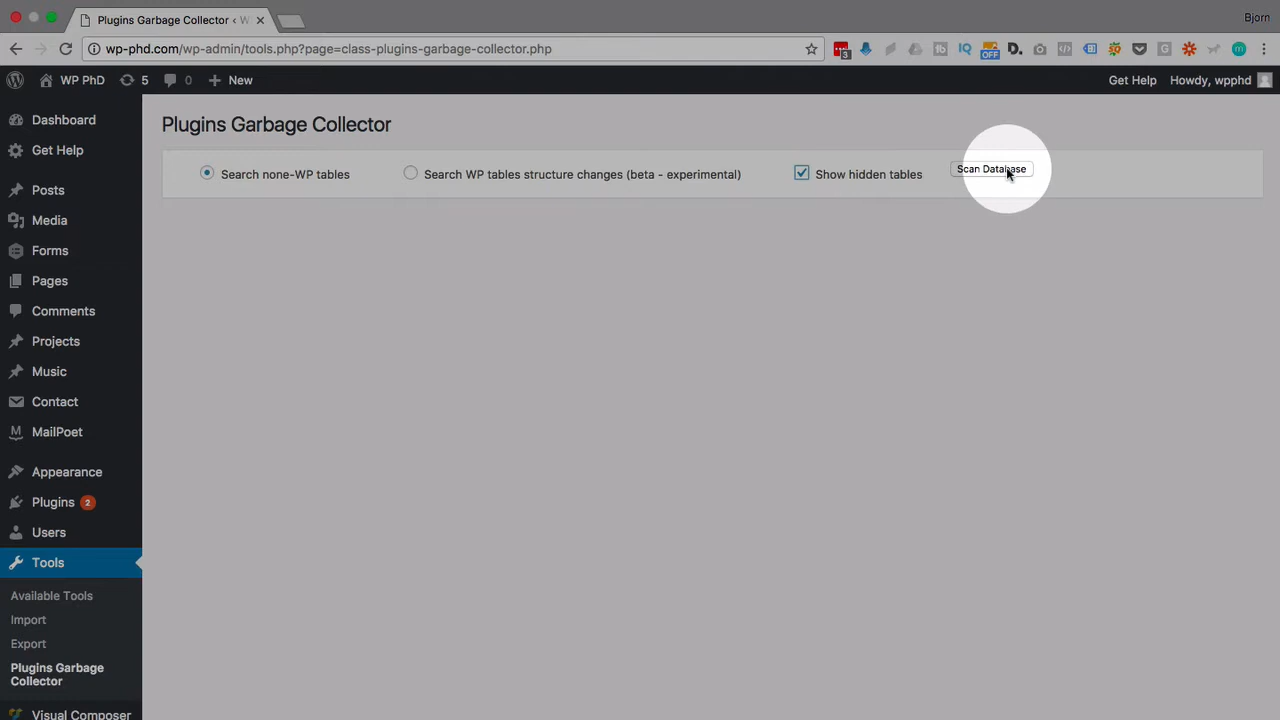 Plugins Garbage Collector ‹ W
Bjorn
wp-phd.com/wp-admin/tools.php?page=class-plugins-garbage-collector.php
3
OFF
WP PhD
5
0
New
Get Help
Howdy, wpphd
Dashboard
Get Help
Posts
Media
Forms
Pages
Comments
Projects
Music
Contact
MailPoet
Appearance
Plugins 2
Users
Tools
Available Tools
Import
Export
Plugins Garbage
Collector
Visual Composer
Plugins Garbage Collector
Search none-WP tables
Search WP tables structure changes (beta - experimental)
Show hidden tables
Scan Database